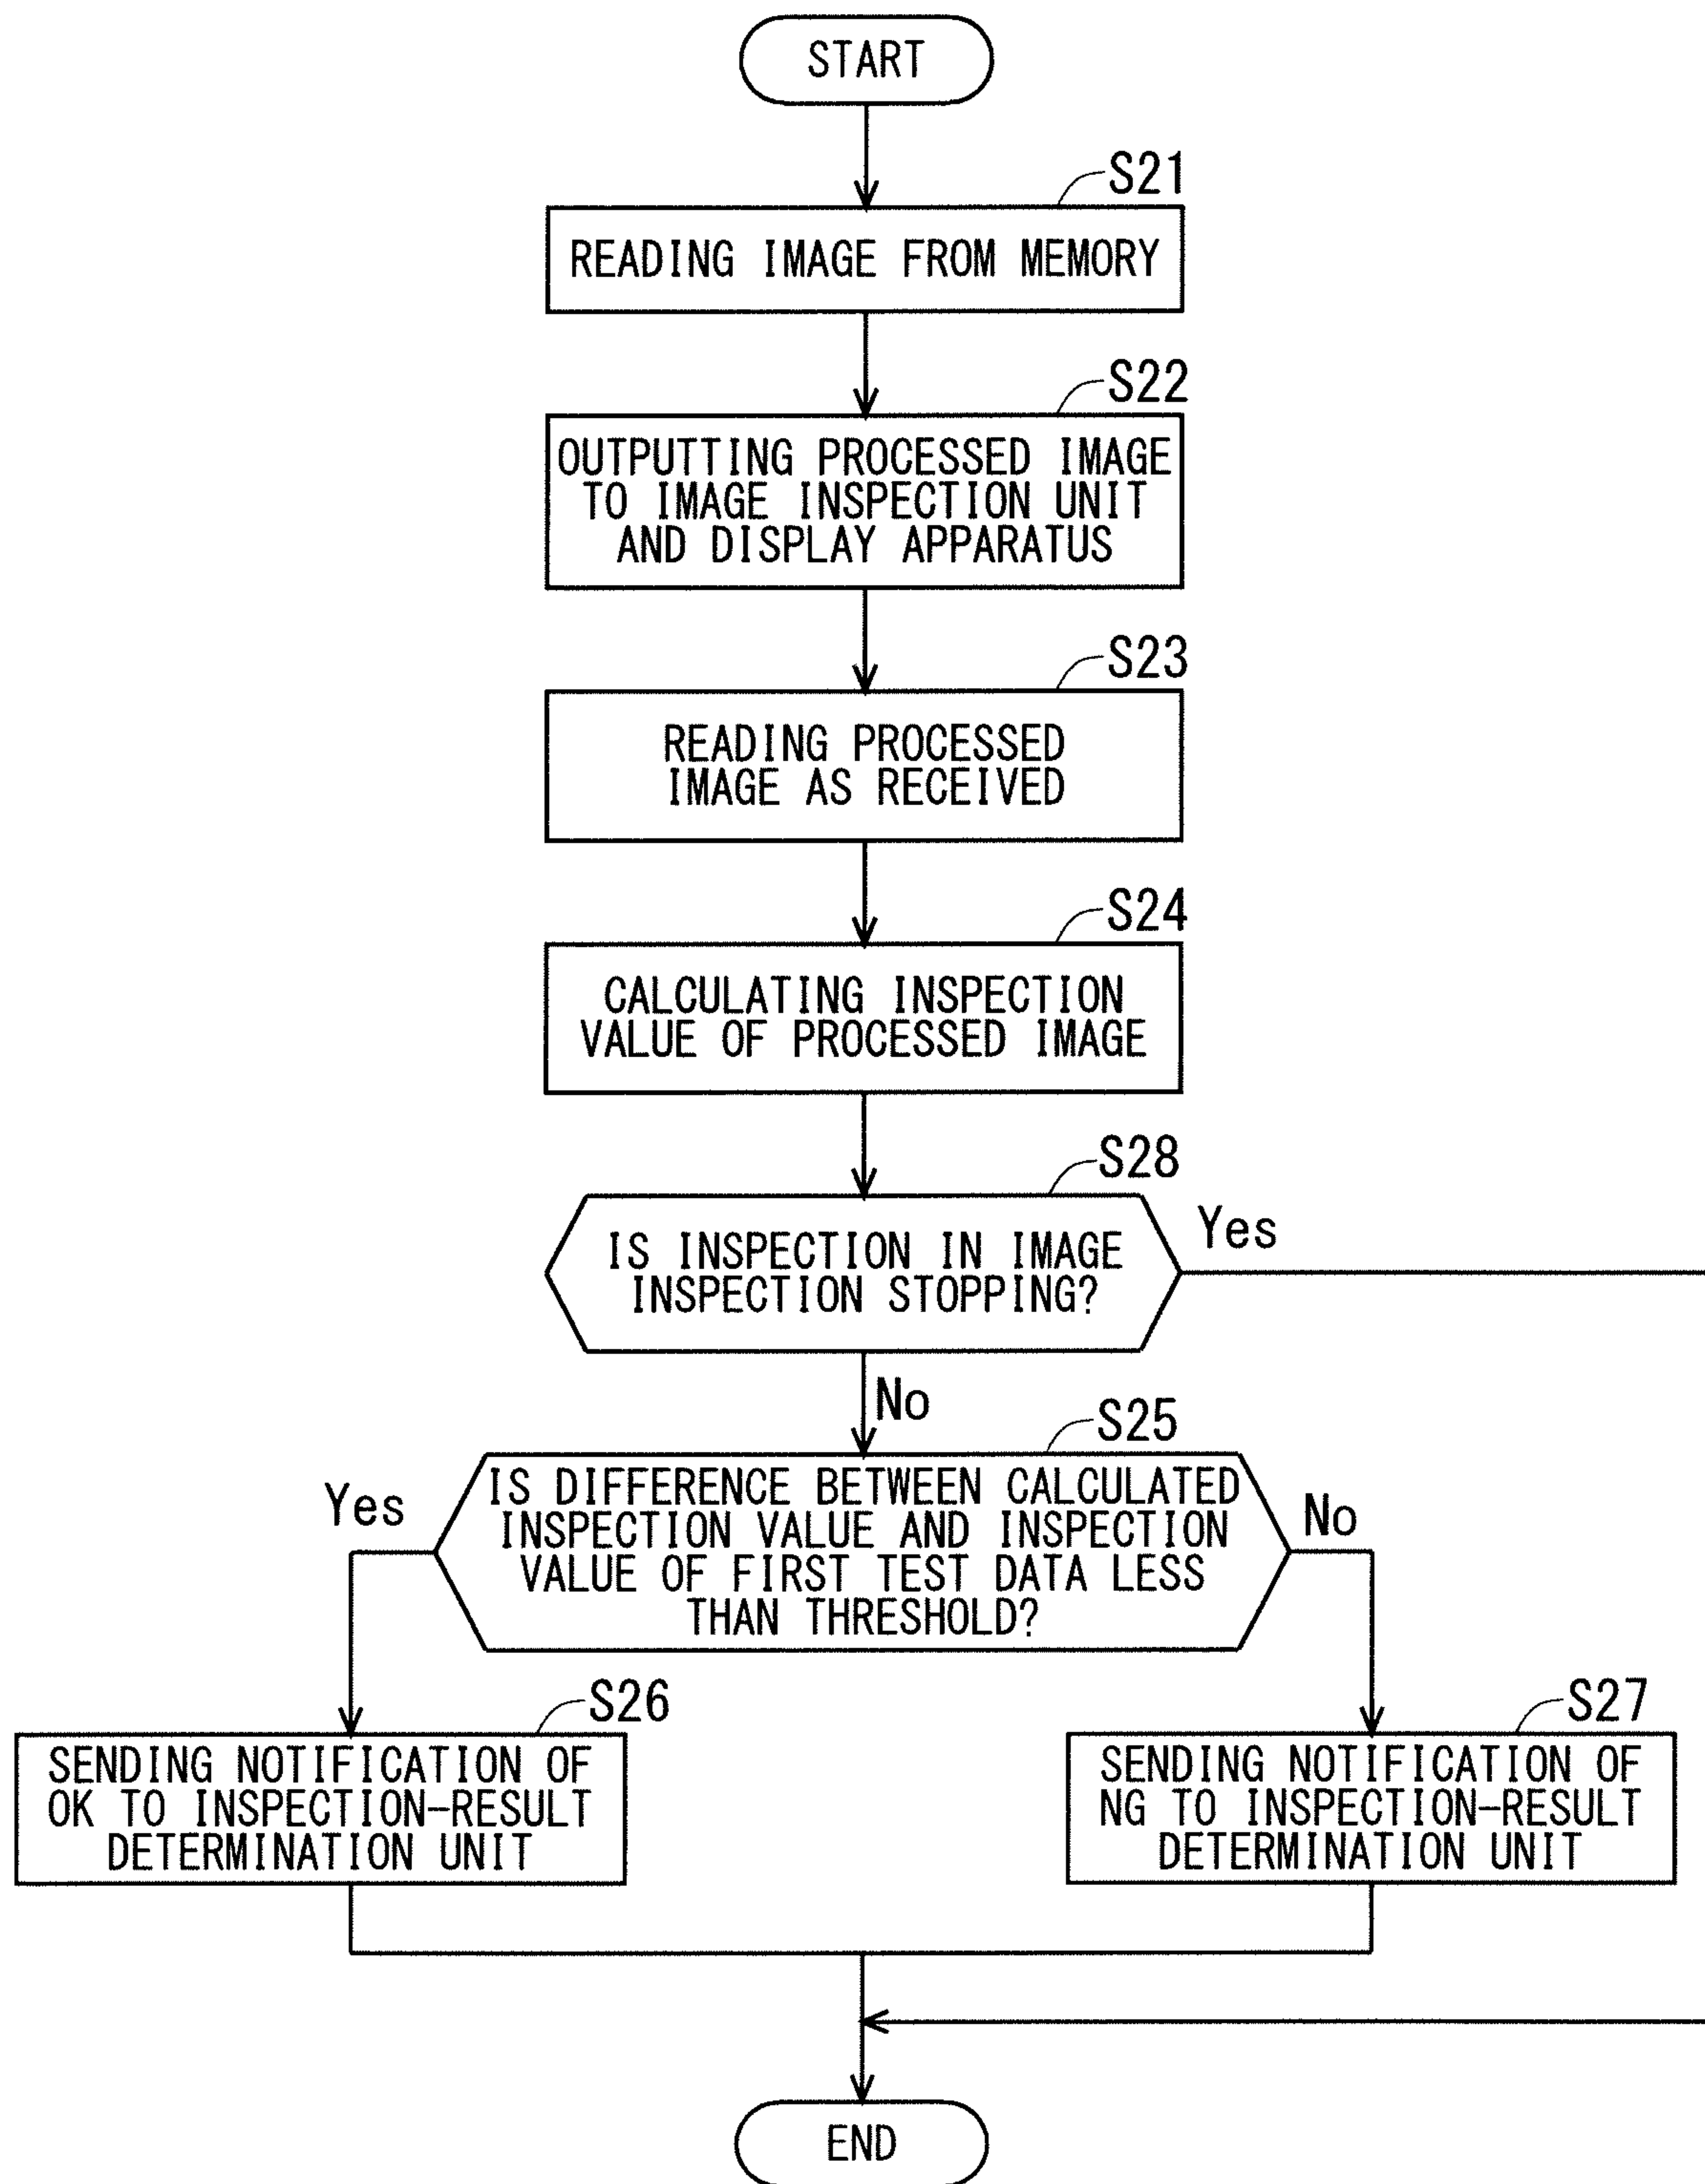 START
S21
READING IMAGE FROM MEMORY
S22
OUTPUTTING PROCESSED IMAGE
TO IMAGE INSPECTION UNIT
AND DISPLAY APPARATUS
S23
READING PROCESSED
IMAGE AS RECEIVED
S24
CALCULATING INSPECTION
VALUE OF PROCESSED IMAGE
S28
IS INSPECTION IN IMAGE
INSPECTION STOPPING?
Yes
No
S25
IS DIFFERENCE BETWEEN CALCULATED
INSPECTION VALUE AND INSPECTION
VALUE OF FIRST TEST DATA LESS
THAN THRESHOLD?
Yes
No
S26
SENDING NOTIFICATION OF
OK TO INSPECTION-RESULT
DETERMINATION UNIT
S27
SENDING NOTIFICATION OF
NG TO INSPECTION-RESULT
DETERMINATION UNIT
END